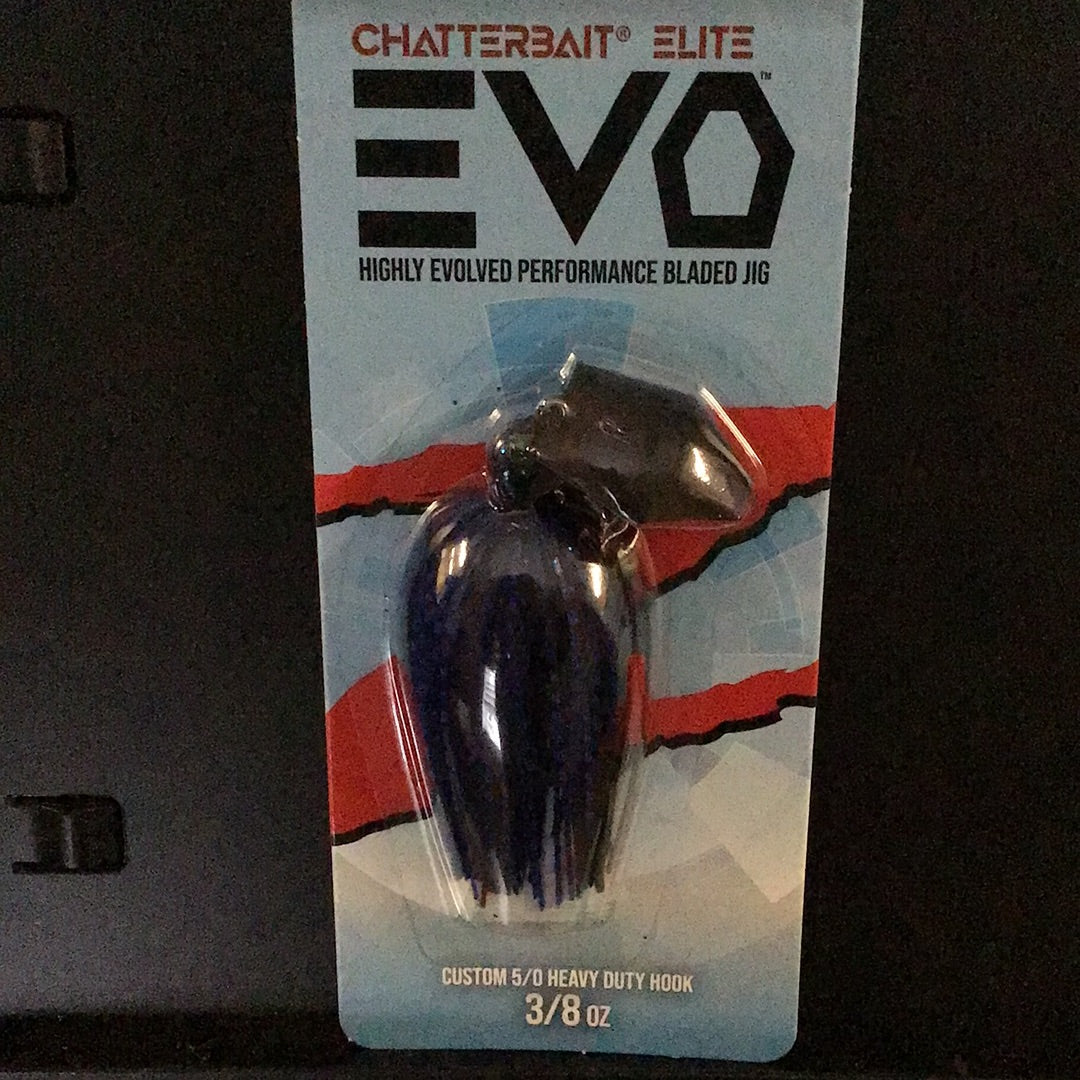 CHATTERBAIT® ELITE
EVO™
HIGHLY EVOLVED PERFORMANCE BLADED JIG
CUSTOM 5/0 HEAVY DUTY HOOK
3/8 OZ